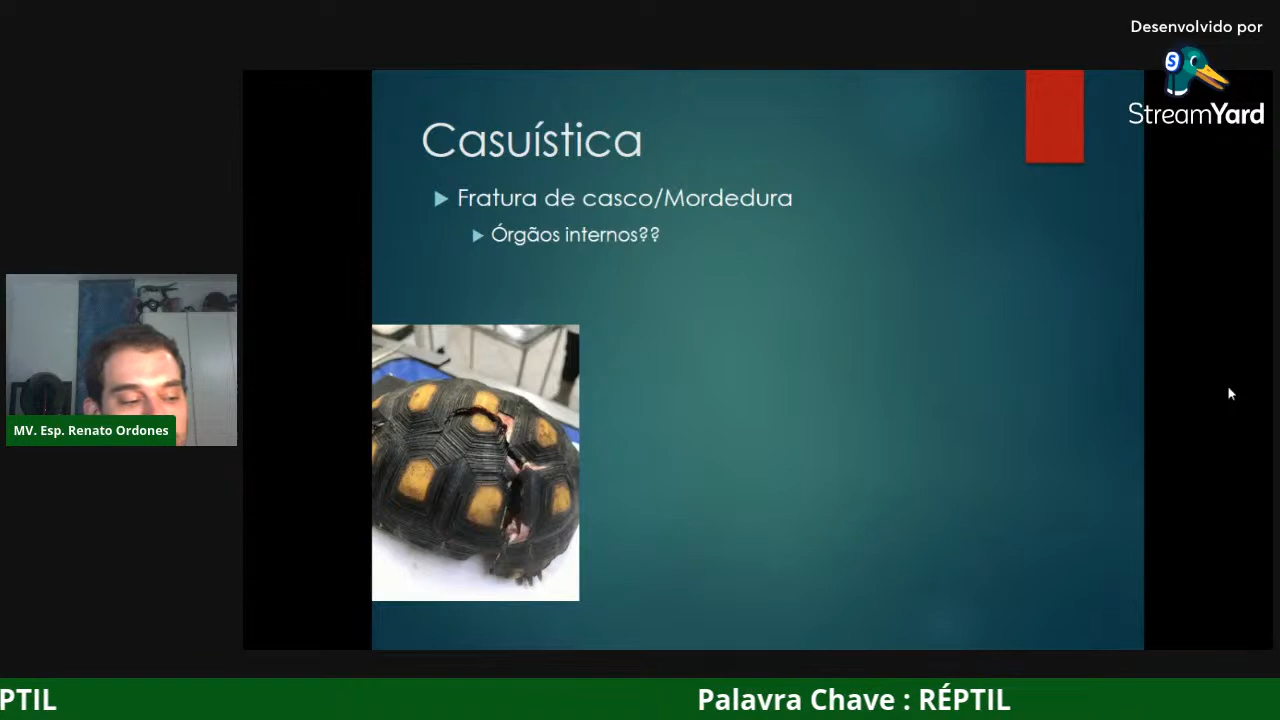 Desenvolvido por
StreamYard
Casuística
Fratura de casco/Mordedura
Órgãos internos??
MV. Esp. Renato Ordones
PTIL
Palavra Chave : RÉPTIL